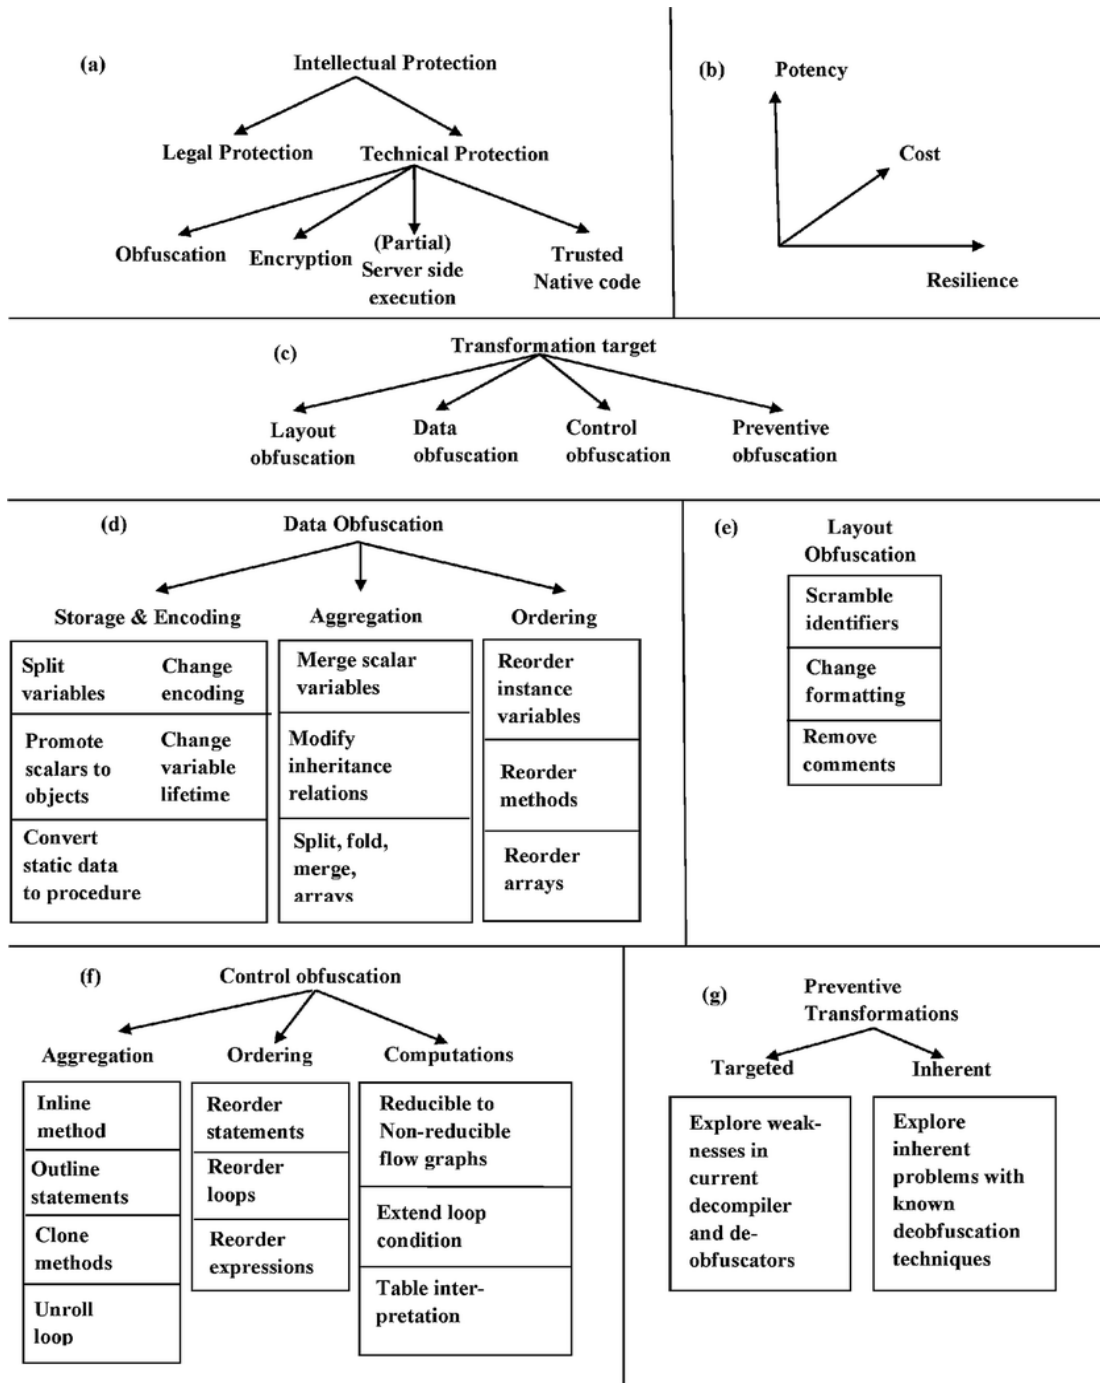 (a)
Intellectual Protection
Legal Protection
Technical Protection
Obfuscation
Encryption
(Partial)
Server side
execution
Trusted
Native code
(b)
Potency
Cost
Resilience
(c)
Transformation target
Layout
obfuscation
Data
obfuscation
Control
obfuscation
Preventive
obfuscation
(d)
Data Obfuscation
Storage & Encoding
Split
variables
Change
encoding
Promote
scalars to
objects
Change
variable
lifetime
Convert
static data
to procedure
Aggregation
Merge scalar
variables
Modify
inheritance
relations
Split, fold,
merge,
arrays
Ordering
Reorder
instance
variables
Reorder
methods
Reorder
arrays
(e)
Layout
Obfuscation
Scramble
identifiers
Change
formatting
Remove
comments
(f)
Control obfuscation
Aggregation
Inline
method
Outline
statements
Clone
methods
Unroll
loop
Ordering
Reorder
statements
Reorder
loops
Reorder
expressions
Computations
Reducible to
Non-reducible
flow graphs
Extend loop
condition
Table inter-
pretation
(g)
Preventive
Transformations
Targeted
Explore weak-
nesses in
current
decompiler
and de-
obfuscators
Inherent
Explore
inherent
problems with
known
deobfuscation
techniques